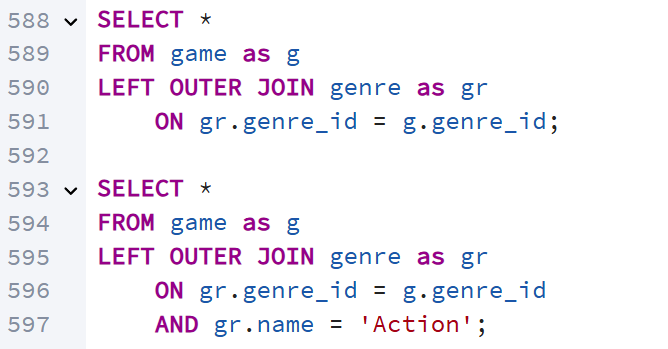 588 SELECT *
589 FROM game as g
590 LEFT OUTER JOIN genre as gr
591     ON gr.genre_id = g.genre_id;
592
593 SELECT *
594 FROM game as g
595 LEFT OUTER JOIN genre as gr
596     ON gr.genre_id = g.genre_id
597     AND gr.name = 'Action';